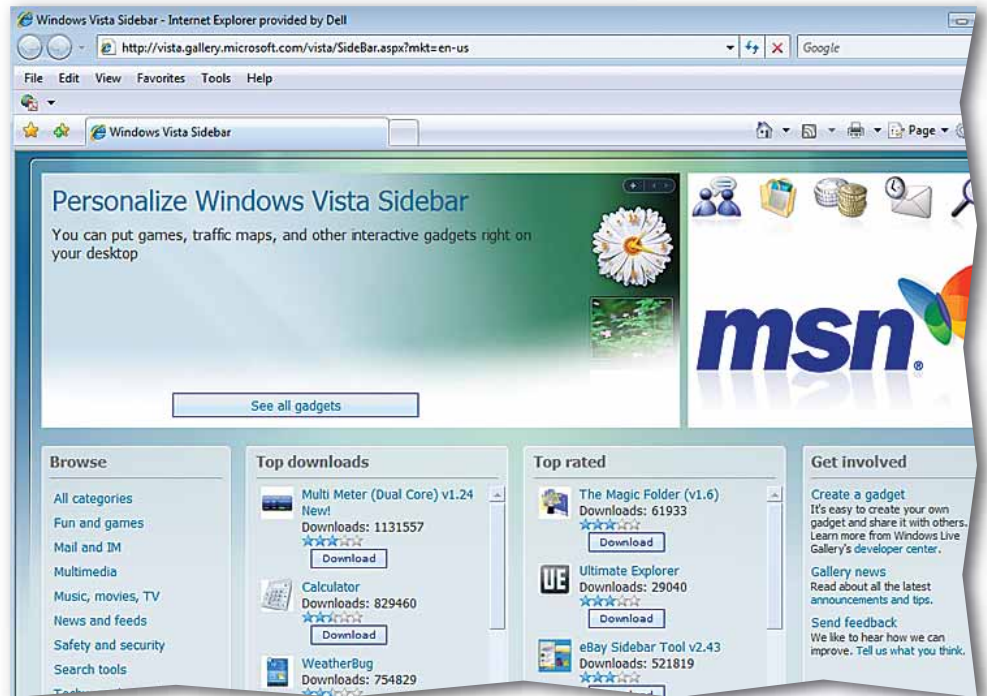 Windows Vista Sidebar - Internet Explorer provided by Dell
http://vista.gallery.microsoft.com/vista/SideBar.aspx?mkt=en-us
Google
File Edit View Favorites Tools Help
Windows Vista Sidebar
Page
Personalize Windows Vista Sidebar
You can put games, traffic maps, and other interactive gadgets right on
your desktop
See all gadgets
msn®
Browse
All categories
Fun and games
Mail and IM
Multimedia
Music, movies, TV
News and feeds
Safety and security
Search tools
Top downloads
Multi Meter (Dual Core) v1.24
New!
Downloads: 1131557
Download
Calculator
Downloads: 829460
Download
WeatherBug
Downloads: 754829
Top rated
The Magic Folder (v1.6)
Downloads: 61933
Download
UE
Ultimate Explorer
Downloads: 29040
Download
eBay Sidebar Tool v2.43
Downloads: 521819
Get involved
Create a gadget
It's easy to create your own
gadget and share it with others.
Learn more from Windows Live
Gallery's developer center.
Gallery news
Read about all the latest
announcements and tips.
Send feedback
We like to hear how we can
improve. Tell us what you think.